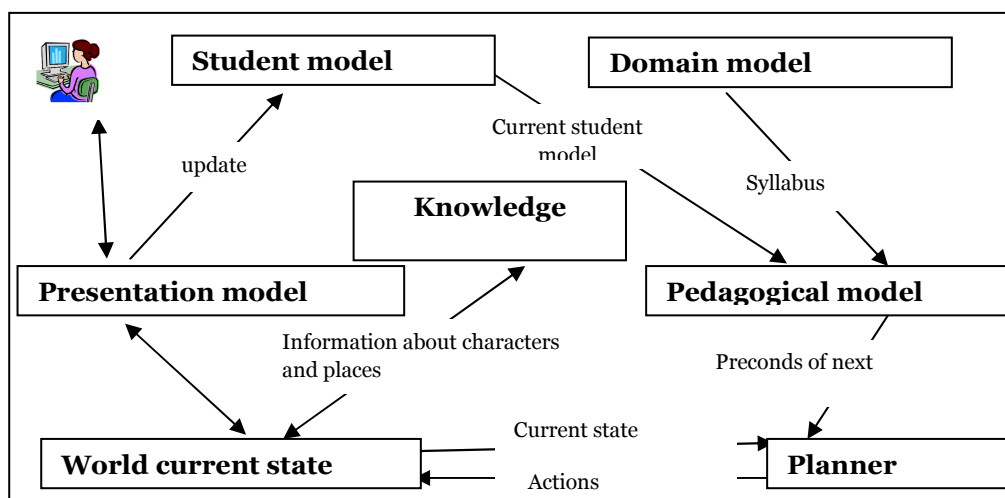 Student model
Domain model
Current student
model
update
Syllabus
Knowledge
Presentation model
Pedagogical model
Information about characters
and places
Preconds of next
Current state
World current state
Planner
Actions